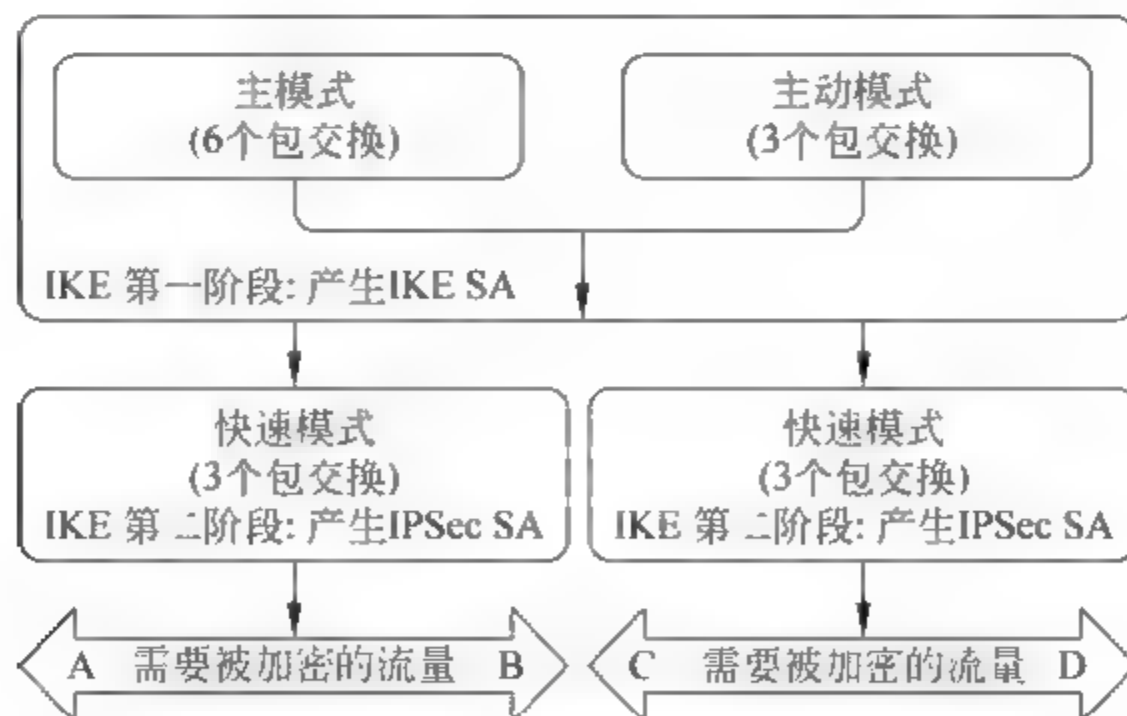 主模式
(6个包交换)
主动模式
(3个包交换)
IKE 第一阶段: 产生IKE SA
快速模式
(3个包交换)
IKE 第二阶段: 产生IPSec SA
快速模式
(3个包交换)
IKE 第二阶段: 产生IPSec SA
A 需要被加密的流量 B
C 需要被加密的流量 D